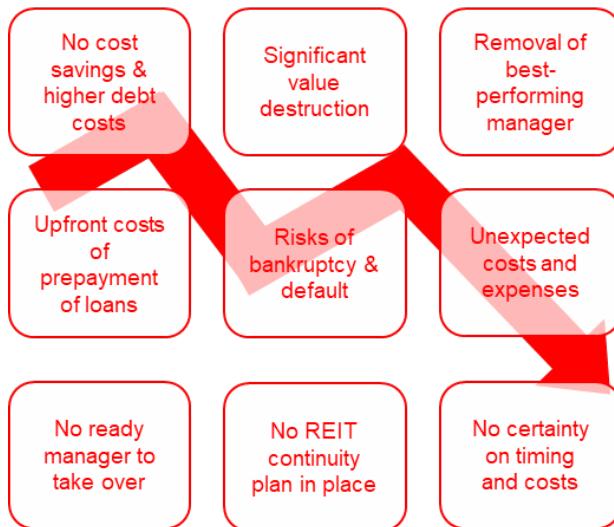 No cost
savings &
higher debt
costs
Significant
value
destruction
Removal of
best-
performing
manager
Upfront costs
of
prepayment
of loans
Risks of
bankruptcy &
default
Unexpected
costs and
expenses
No ready
manager to
take over
No REIT
continuity
plan in place
No certainty
on timing
and costs